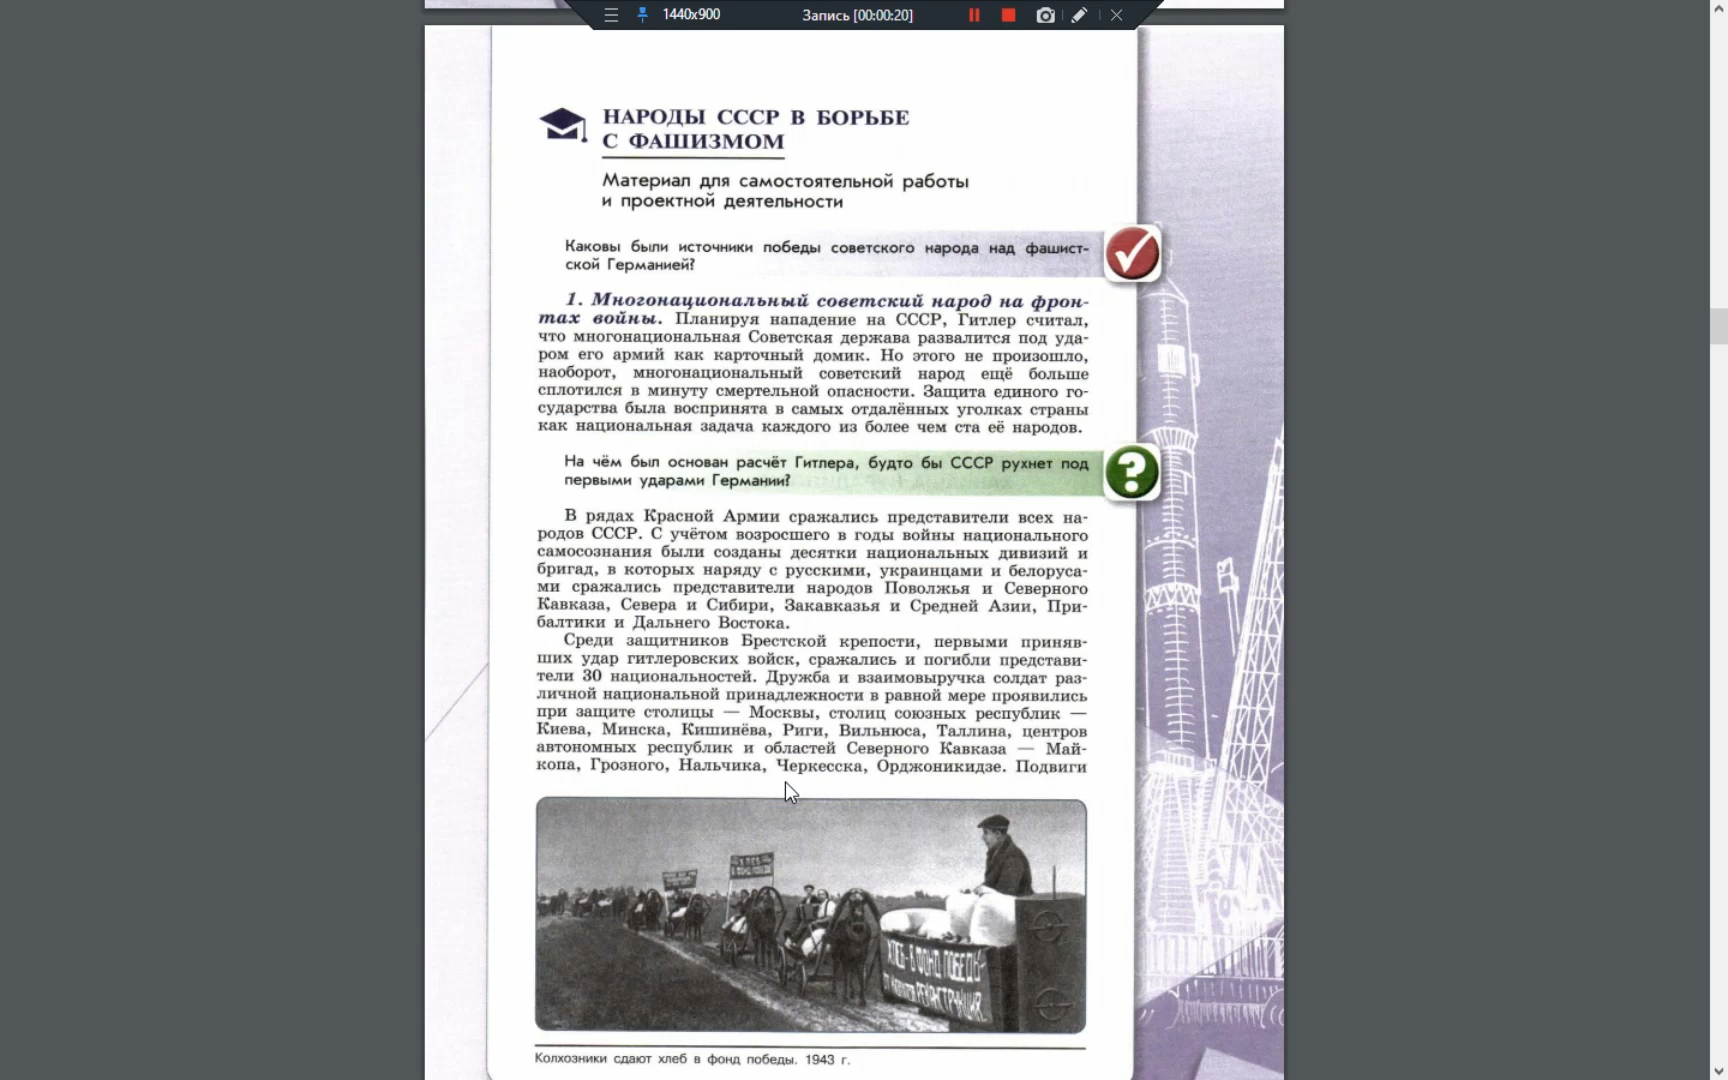 1440x900
Запись [00:00:20]
НАРОДЫ СССР В БОРЬБЕ
С ФАШИЗМОМ
Материал для самостоятельной работы
и проектной деятельности
Каковы были источники победы советского народа над фашист-
ской Германией?
1. Многонациональный советский народ на фрон-
тах войны. Планируя нападение на СССР, Гитлер считал,
что многонациональная Советская держава развалится под уда-
ром его армий как карточный домик. Но этого не произошло,
наоборот, многонациональный советский народ ещё больше
сплотился в минуту смертельной опасности. Защита единого го-
сударства была воспринята в самых отдалённых уголках страны
как национальная задача каждого из более чем ста её народов.
На чём был основан расчёт Гитлера, будто бы СССР рухнет под
первыми ударами Германии?
В рядах Красной Армии сражались представители всех на-
родов СССР. С учётом возросшего в годы войны национального
самосознания были созданы десятки национальных дивизий и
бригад, в которых наряду с русскими, украинцами и белоруса-
ми сражались представители народов Поволжья и Северного
Кавказа, Севера и Сибири, Закавказья и Средней Азии, При-
балтики и Дальнего Востока.
Среди защитников Брестской крепости, первыми приняв-
ших удар гитлеровских войск, сражались и погибли представи-
тели 30 национальностей. Дружба и взаимовыручка солдат раз-
личной национальной принадлежности в равной мере проявились
при защите столицы — Москвы, столиц союзных республик —
Киева, Минска, Кишинёва, Риги, Вильнюса, Таллина, центров
автономных республик и областей Северного Кавказа — Май-
копа, Грозного, Нальчика, Черкесска, Орджоникидзе. Подвиги
ХЛЕБ
В ФОНД ПОБЕДЫ
ХЛЕБ - В ФОНД ПОБЕДЫ
Колхозники сдают хлеб в фонд победы. 1943 г.